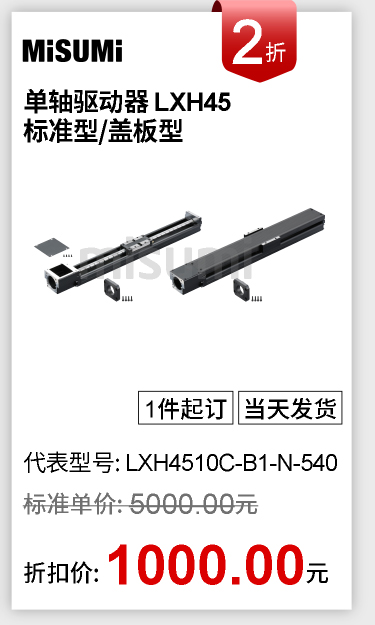 2折
MiSUMi
单轴驱动器 LXH45
标准型/盖板型
misumi
1件起订 当天发货
代表型号: LXH4510C-B1-N-540
标准单价: 5000.00元
折扣价: 1000.00元